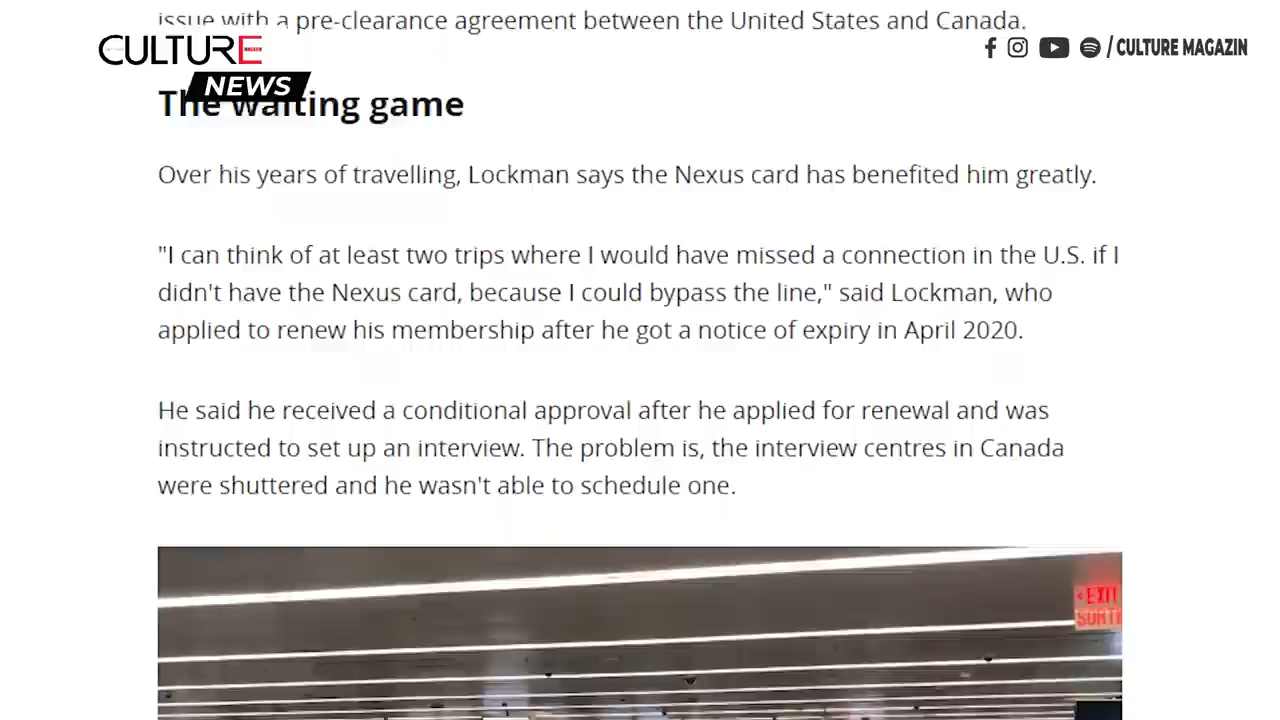 issue with a pre-clearance agreement between the United States and Canada.
CULTURE
NEWS
/ CULTURE MAGAZIN
The waiting game
Over his years of travelling, Lockman says the Nexus card has benefited him greatly.
"I can think of at least two trips where I would have missed a connection in the U.S. if I
didn't have the Nexus card, because I could bypass the line," said Lockman, who
applied to renew his membership after he got a notice of expiry in April 2020.
He said he received a conditional approval after he applied for renewal and was
instructed to set up an interview. The problem is, the interview centres in Canada
were shuttered and he wasn't able to schedule one.
EXIT
SORTI